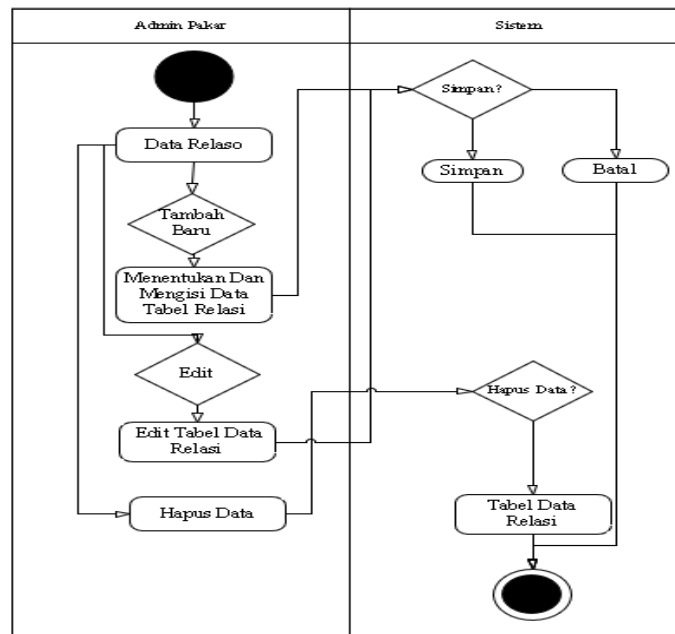 Admin Pakar
Sistem
Data Relaso
Tambah
Baru
Menentukan Dan
Mengisi Data
Tabel Relasi
Edit
Edit Tabel Data
Relasi
Hapus Data
Simpan?
Simpan
Batal
Hapus Data?
Tabel Data
Relasi